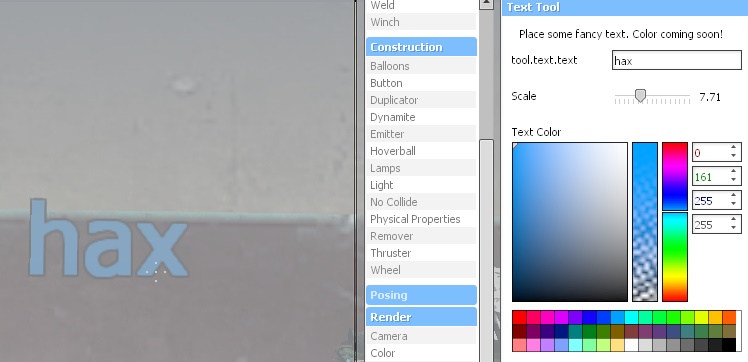 hax
Weld
Winch
Construction
Balloons
Button
Duplicator
Dynamite
Emitter
Hoverball
Lamps
Light
No Collide
Physical Properties
Remover
Thruster
Wheel
Posing
Render
Camera
Color
Text Tool
Place some fancy text. Color coming soon!
tool.text.text hax
Scale 7.71
Text Color
0
161
255
255